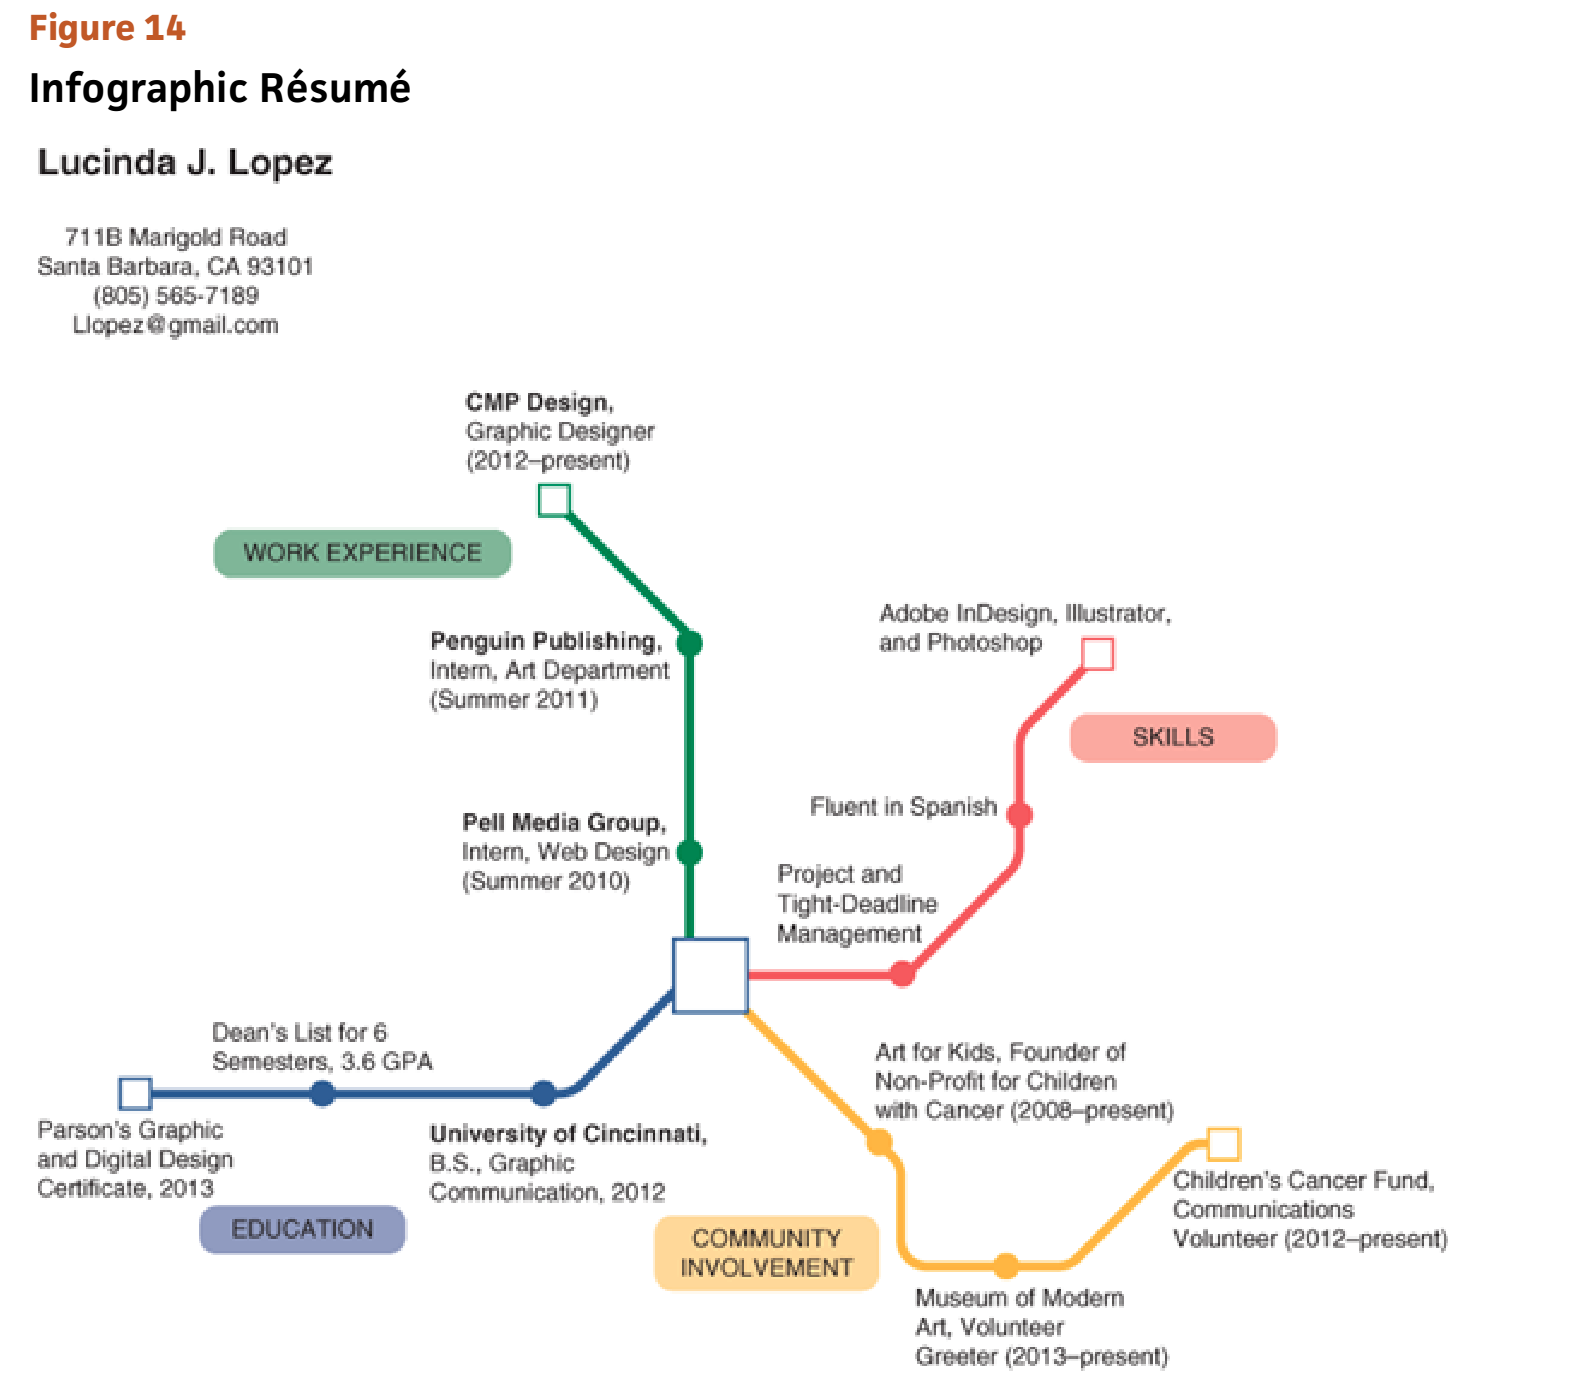 Figure 14
Infographic Résumé
Lucinda J. Lopez
711B Marigold Road
Santa Barbara, CA 93101
(805) 565-7189
Llopez@gmail.com
CMP Design,
Graphic Designer
(2012–present)
WORK EXPERIENCE
Penguin Publishing,
Intern, Art Department
(Summer 2011)
Pell Media Group,
Intern, Web Design
(Summer 2010)
Adobe InDesign, Illustrator,
and Photoshop
SKILLS
Fluent in Spanish
Project and
Tight-Deadline
Management
Dean's List for 6
Semesters, 3.6 GPA
Parson's Graphic
and Digital Design
Certificate, 2013
University of Cincinnati,
B.S., Graphic
Communication, 2012
EDUCATION
COMMUNITY
INVOLVEMENT
Art for Kids, Founder of
Non-Profit for Children
with Cancer (2008–present)
Children's Cancer Fund,
Communications
Volunteer (2012–present)
Museum of Modern
Art, Volunteer
Greeter (2013–present)